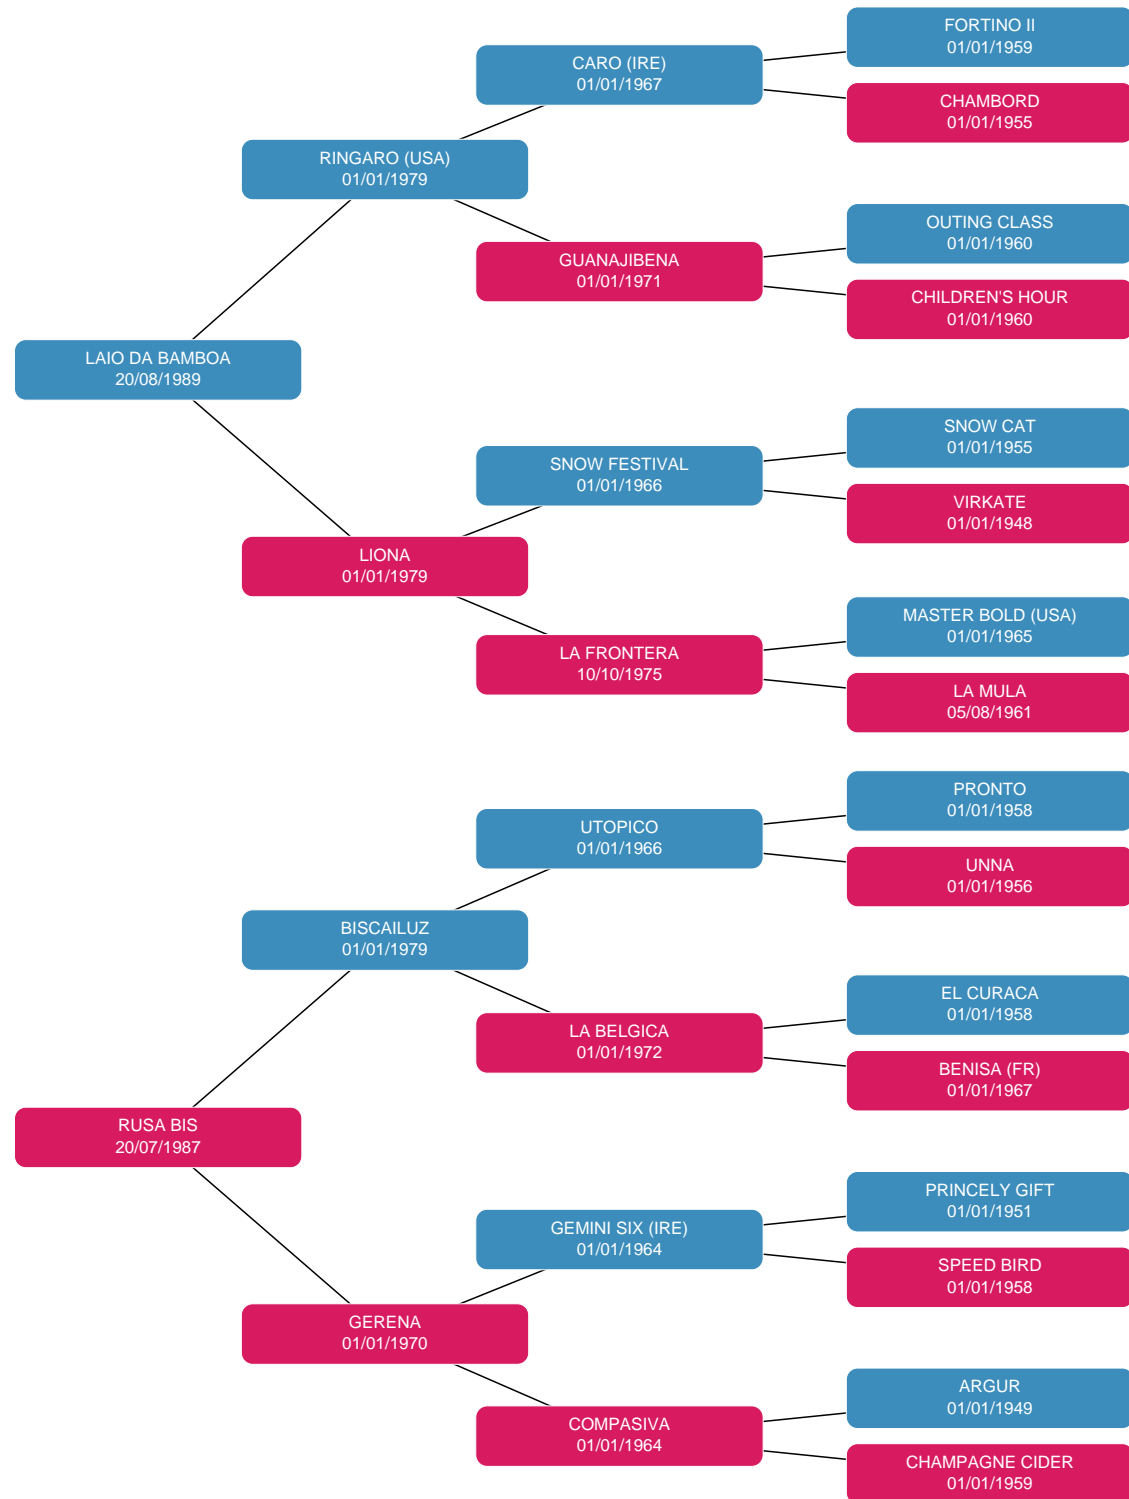 FORTINO II
01/01/1959
CARO (IRE)
01/01/1967
CHAMBORD
01/01/1955
RINGARO (USA)
01/01/1979
OUTING CLASS
01/01/1960
GUANAJIBENA
01/01/1971
CHILDREN'S HOUR
01/01/1960
LAIO DA BAMBOA
20/08/1989
SNOW CAT
01/01/1955
SNOW FESTIVAL
01/01/1966
VIRKATE
01/01/1948
LIONA
01/01/1979
MASTER BOLD (USA)
01/01/1965
LA FRONTERA
10/10/1975
LA MULA
05/08/1961
PRONTO
01/01/1958
UTOPICO
01/01/1966
UNNA
01/01/1956
BISCAILUZ
01/01/1979
EL CURACA
01/01/1958
LA BELGICA
01/01/1972
BENISA (FR)
01/01/1967
RUSA BIS
20/07/1987
PRINCELY GIFT
01/01/1951
GEMINI SIX (IRE)
01/01/1964
SPEED BIRD
01/01/1958
GERENA
01/01/1970
ARGUR
01/01/1949
COMPASIVA
01/01/1964
CHAMPAGNE CIDER
01/01/1959